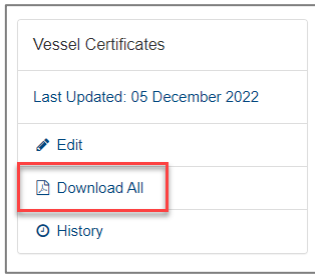 Vessel Certificates
Last Updated: 05 December 2022
Edit
Download All
History